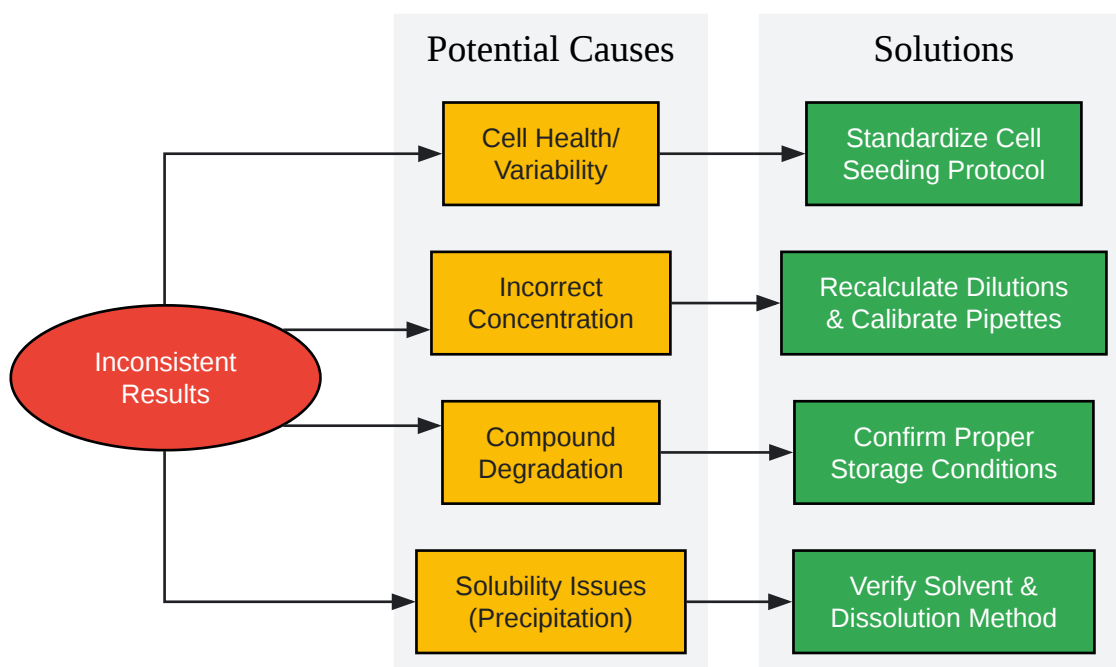 Potential Causes
Solutions
Cell Health/
Variability
Standardize Cell
Seeding Protocol
Incorrect
Concentration
Recalculate Dilutions
& Calibrate Pipettes
Inconsistent
Results
Compound
Degradation
Confirm Proper
Storage Conditions
Solubility Issues
(Precipitation)
Verify Solvent &
Dissolution Method